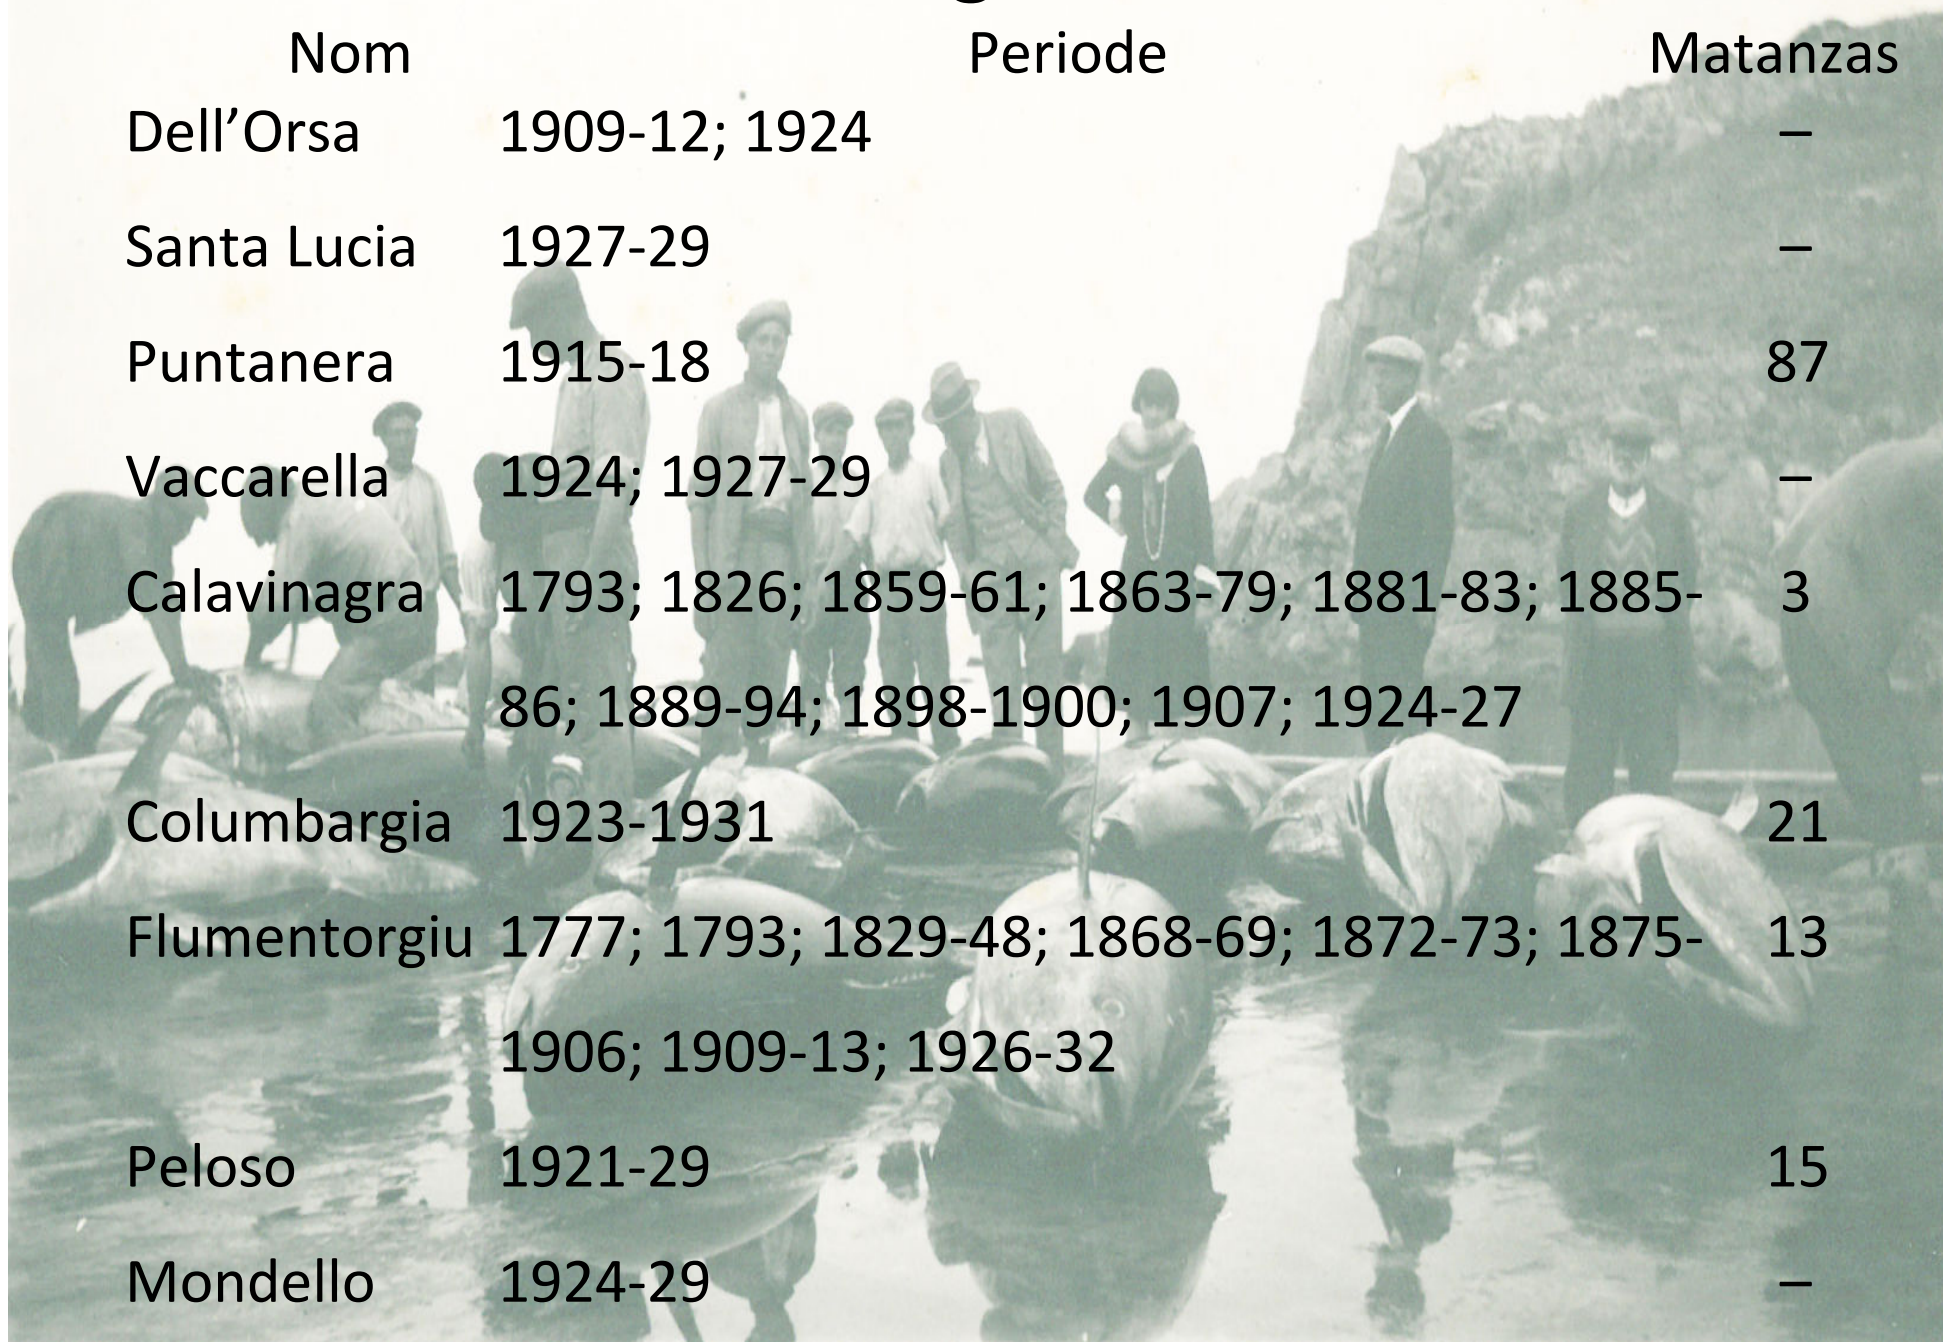 Nom Periode Matanzas
Dell’Orsa 1909-12; 1924 –
Santa Lucia 1927-29 –
Puntanera 1915-18 87
Vaccarella 1924; 1927-29 –
Calavinagra 1793; 1826; 1859-61; 1863-79; 1881-83; 1885- 3
86; 1889-94; 1898-1900; 1907; 1924-27
Columbargia 1923-1931 21
Flumentorgiu 1777; 1793; 1829-48; 1868-69; 1872-73; 1875- 13
1906; 1909-13; 1926-32
Peloso 1921-29 15
Mondello 1924-29 –